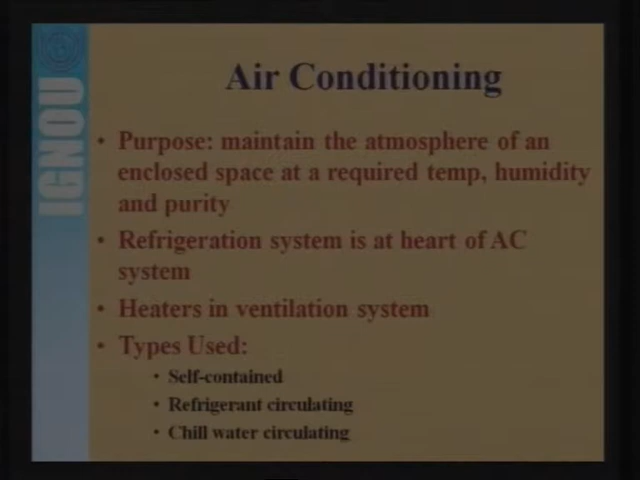 IGNOU
Air Conditioning
• Purpose: maintain the atmosphere of an
enclosed space at a required temp, humidity
and purity
• Refrigeration system is at heart of AC
system
• Heaters in ventilation system
• Types Used:
• Self-contained
• Refrigerant circulating
• Chill water circulating